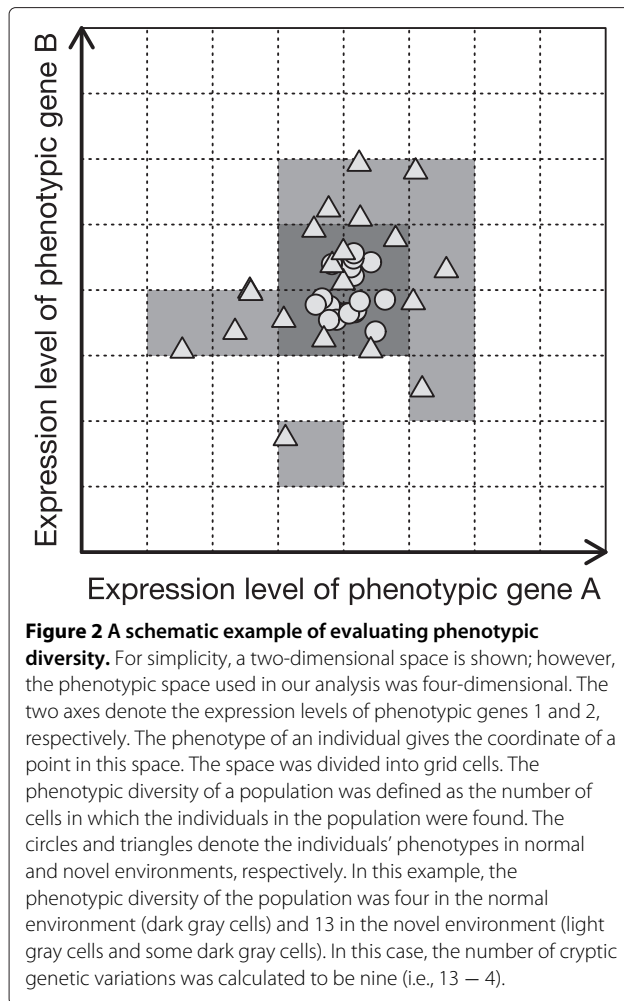 Expression level of phenotypic gene B
Expression level of phenotypic gene A
Figure 2 A schematic example of evaluating phenotypic
diversity. For simplicity, a two-dimensional space is shown; however,
the phenotypic space used in our analysis was four-dimensional. The
two axes denote the expression levels of phenotypic genes 1 and 2,
respectively. The phenotype of an individual gives the coordinate of a
point in this space. The space was divided into grid cells. The
phenotypic diversity of a population was defined as the number of
cells in which the individuals in the population were found. The
circles and triangles denote the individuals' phenotypes in normal
and novel environments, respectively. In this example, the
phenotypic diversity of the population was four in the normal
environment (dark gray cells) and 13 in the novel environment (light
gray cells and some dark gray cells). In this case, the number of cryptic
genetic variations was calculated to be nine (i.e., 13 − 4).